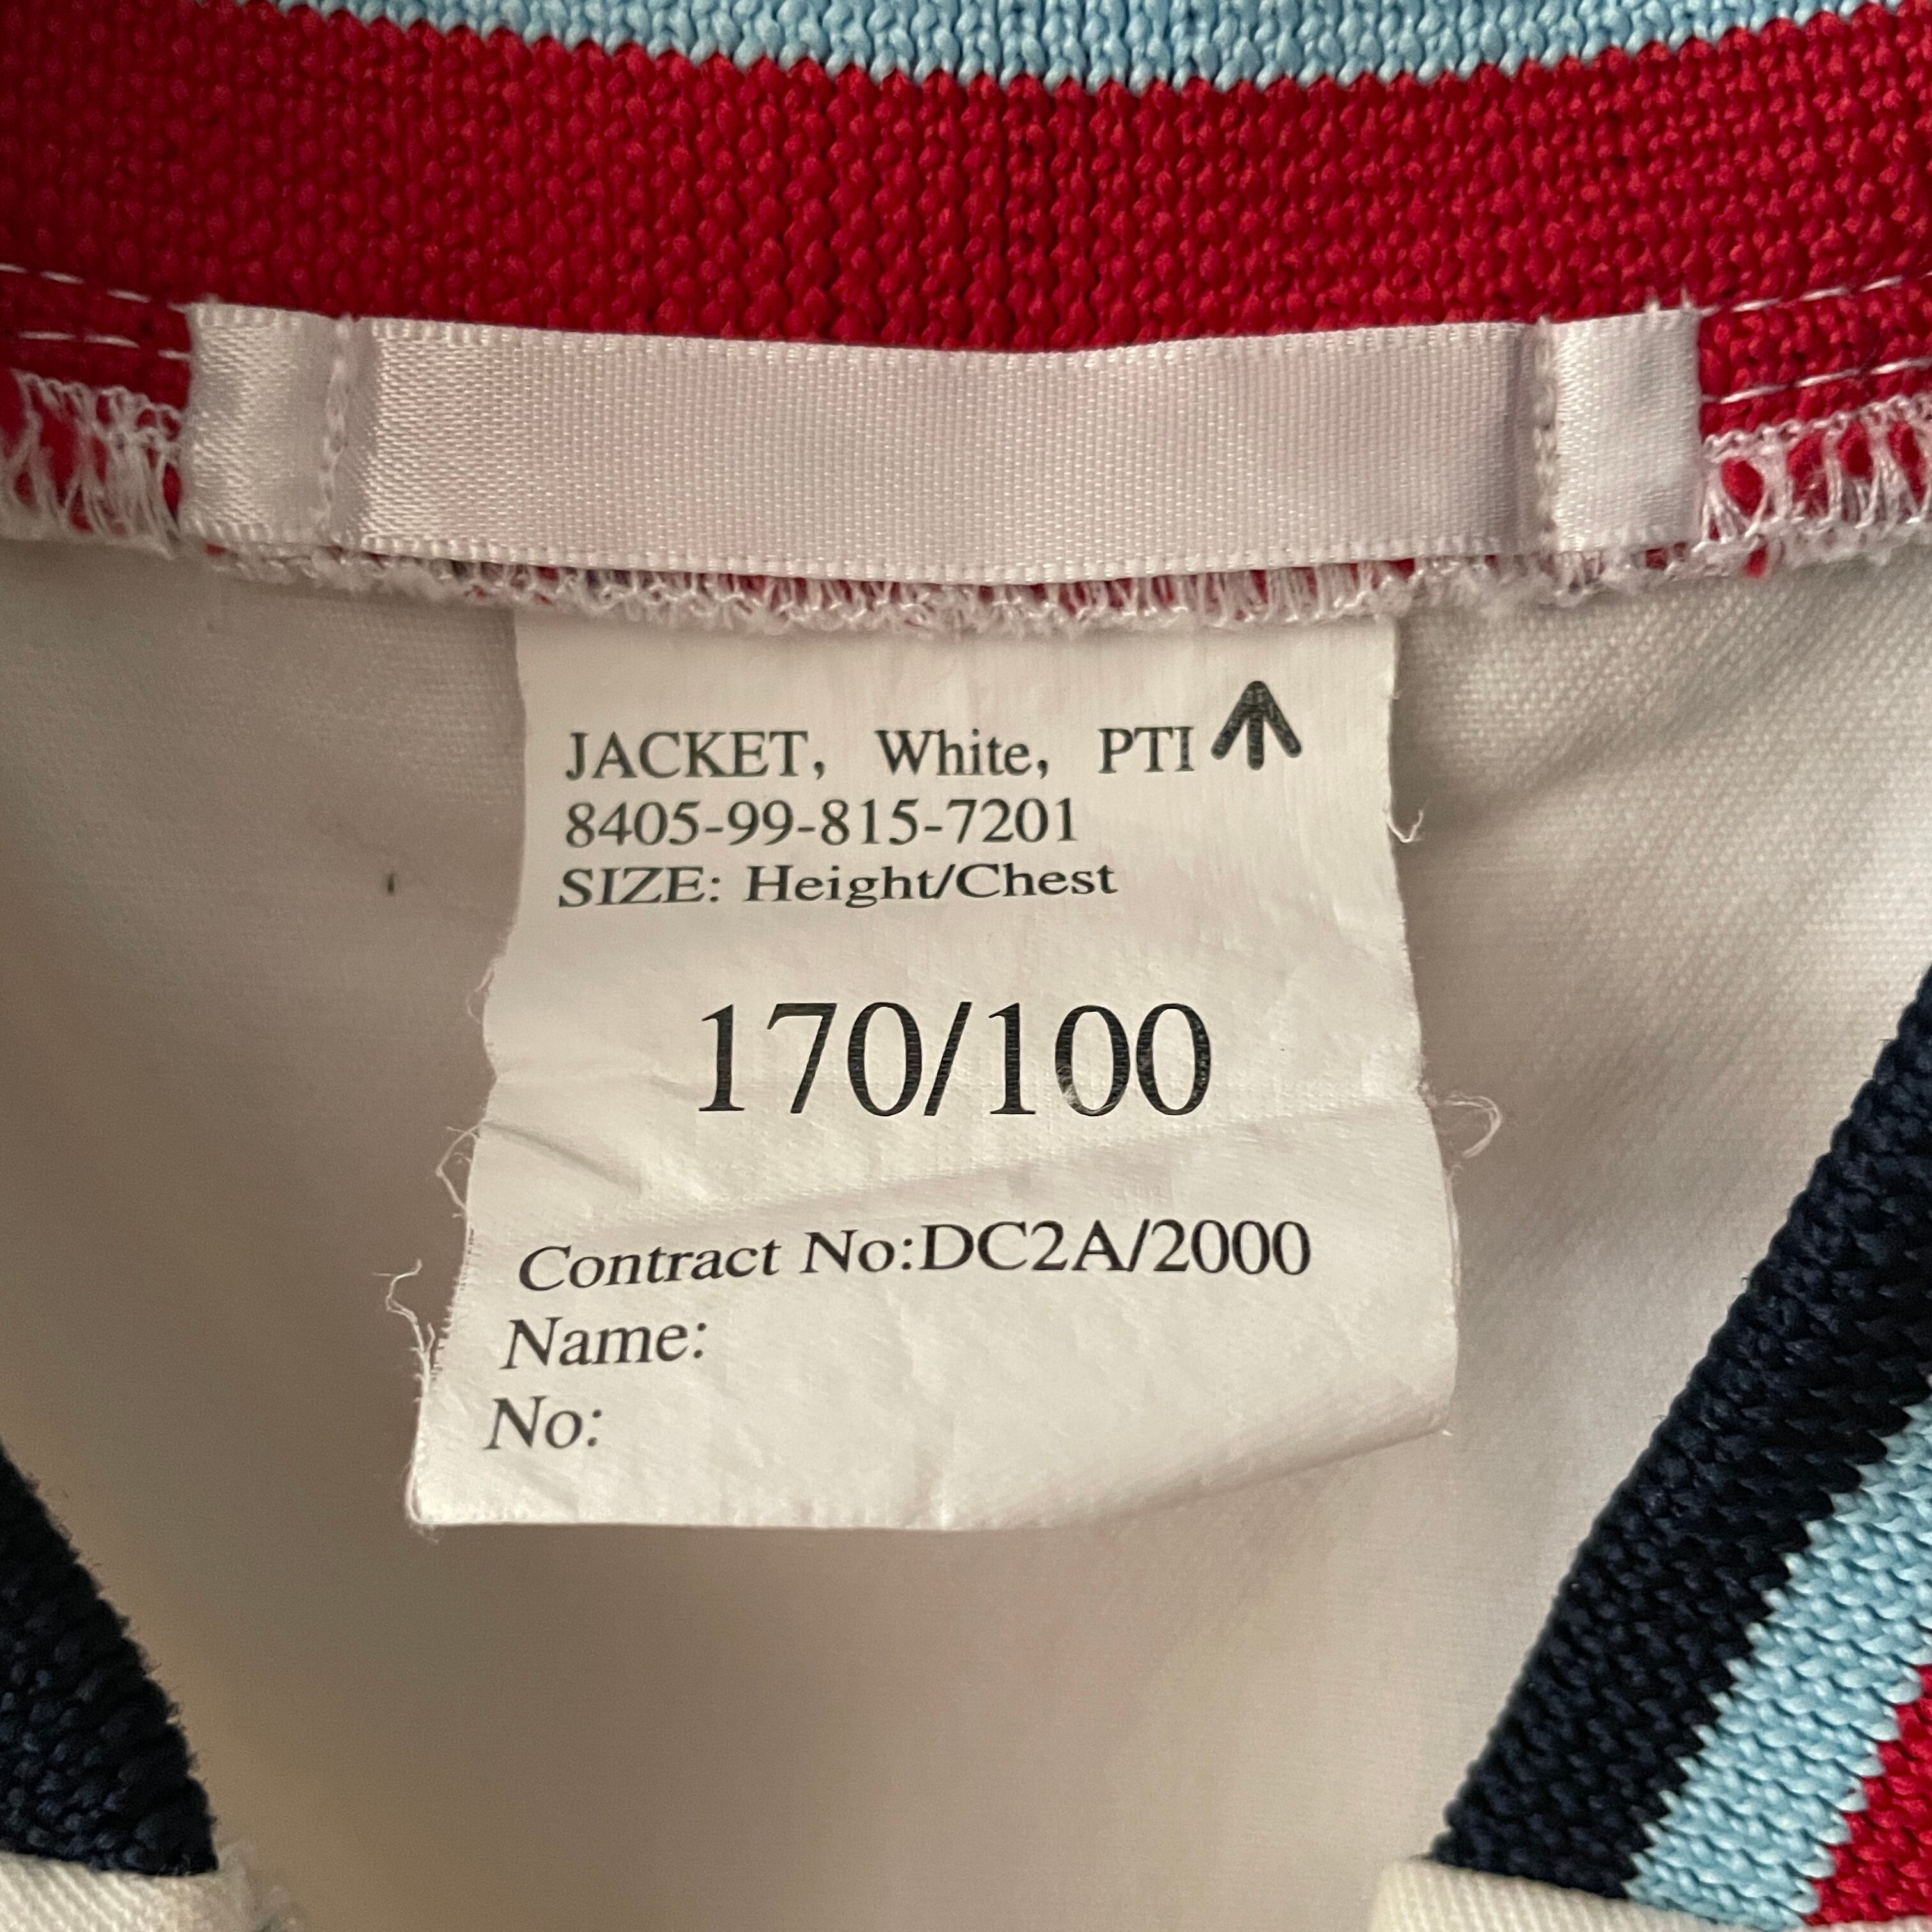 JACKET, White, PTI
8405-99-815-7201
SIZE: Height/Chest
170/100
Contract No:DC2A/2000
Name:
No: